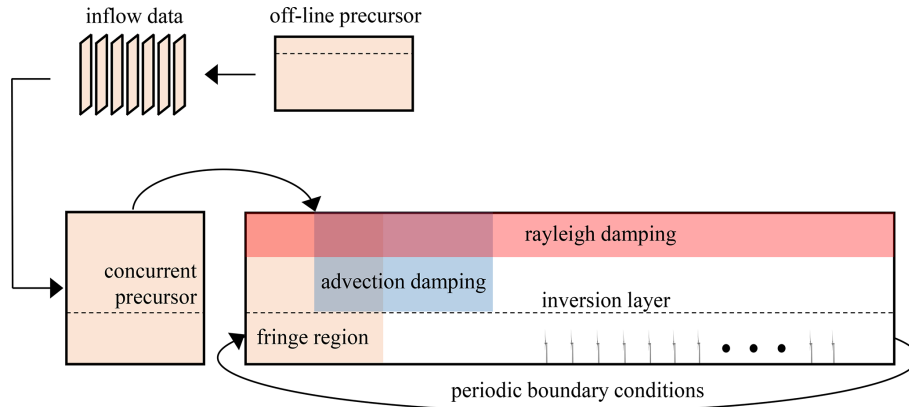 inflow data
off-line precursor
concurrent
precursor
rayleigh damping
advection damping
inversion layer
fringe region
periodic boundary conditions